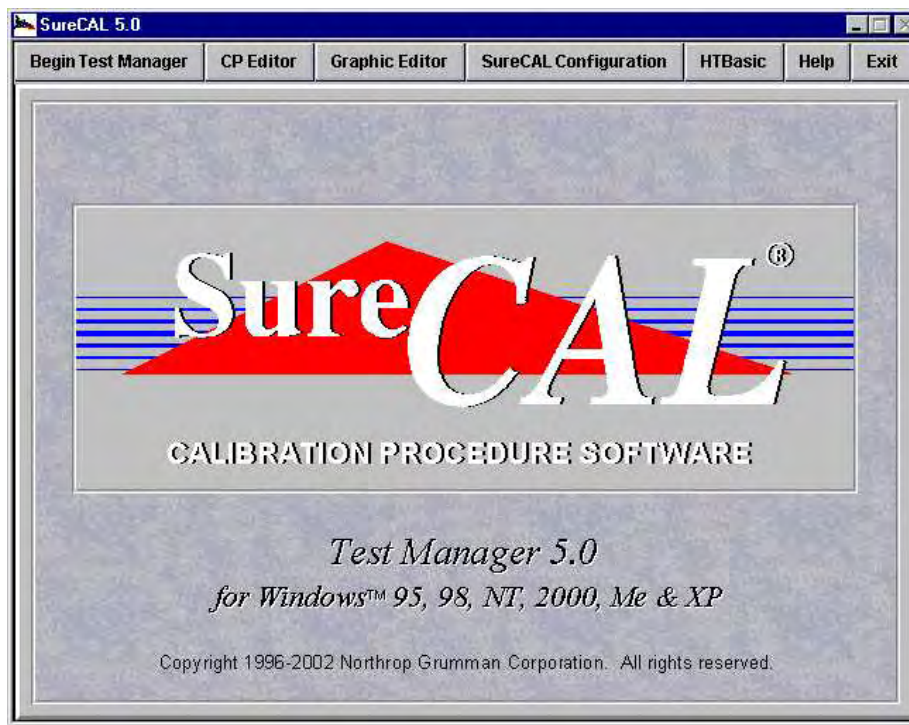 SureCAL 5.0
Begin Test Manager CP Editor Graphic Editor SureCAL Configuration HTBasic Help Exit
SureCAL®
CALIBRATION PROCEDURE SOFTWARE
Test Manager 5.0
for Windows™ 95, 98, NT, 2000, Me & XP
Copyright 1996-2002 Northrop Grumman Corporation. All rights reserved.